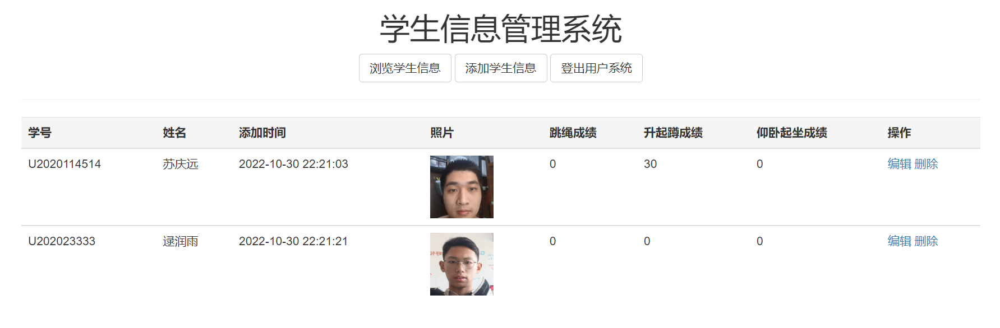 学生信息管理系统
浏览学生信息 添加学生信息 登出用户系统
学号 姓名 添加时间 照片 跳绳成绩 升起蹲成绩 仰卧起坐成绩 操作
U2020114514 苏庆远 2022-10-30 22:21:03 0 30 0 编辑 删除
U202023333 逯润雨 2022-10-30 22:21:21 0 0 0 编辑 删除